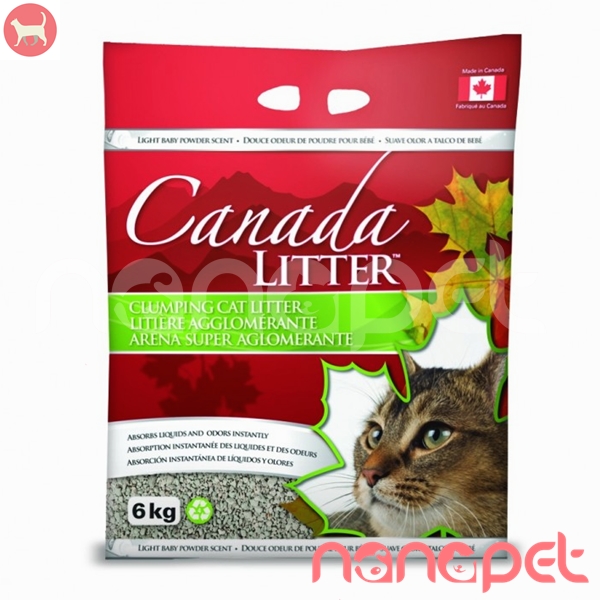 Made in Canada
Fabriqué au Canada
LIGHT BABY POWDER SCENT • DOUCE ODEUR DE POUDRE POUR BÉBÉ • SUAVE OLOR A TALCO DE BEBÉ
Canada
LITTER™
nanapet
CLUMPING CAT LITTER
LITIÈRE AGGLOMÉRANTE
ARENA SUPER AGLOMERANTE
ABSORBS LIQUIDS AND ODORS INSTANTLY
ABSORPTION INSTANTANÉE DES LIQUIDES ET DES ODEURS
ABSORCIÓN INSTANTÁNEA DE LÍQUIDOS Y OLORES
6 kg
LIGHT BABY POWDER SCENT • DOUCE ODEUR DE POUDRE POUR BÉBÉ • SUAVE OLOR A TALCO DE BEBÉ
nanapet